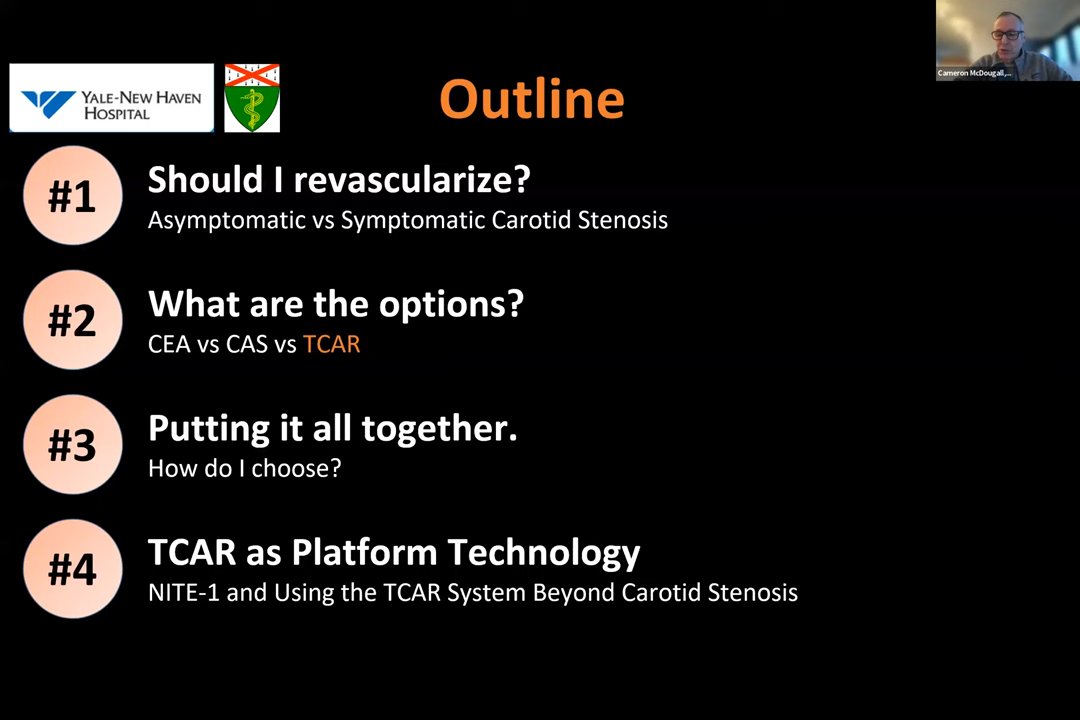 Cameron McDougall,...
YALE-NEW HAVEN
HOSPITAL
Outline
#1
Should I revascularize?
Asymptomatic vs Symptomatic Carotid Stenosis
#2
What are the options?
CEA vs CAS vs TCAR
#3
Putting it all together.
How do I choose?
#4
TCAR as Platform Technology
NITE-1 and Using the TCAR System Beyond Carotid Stenosis